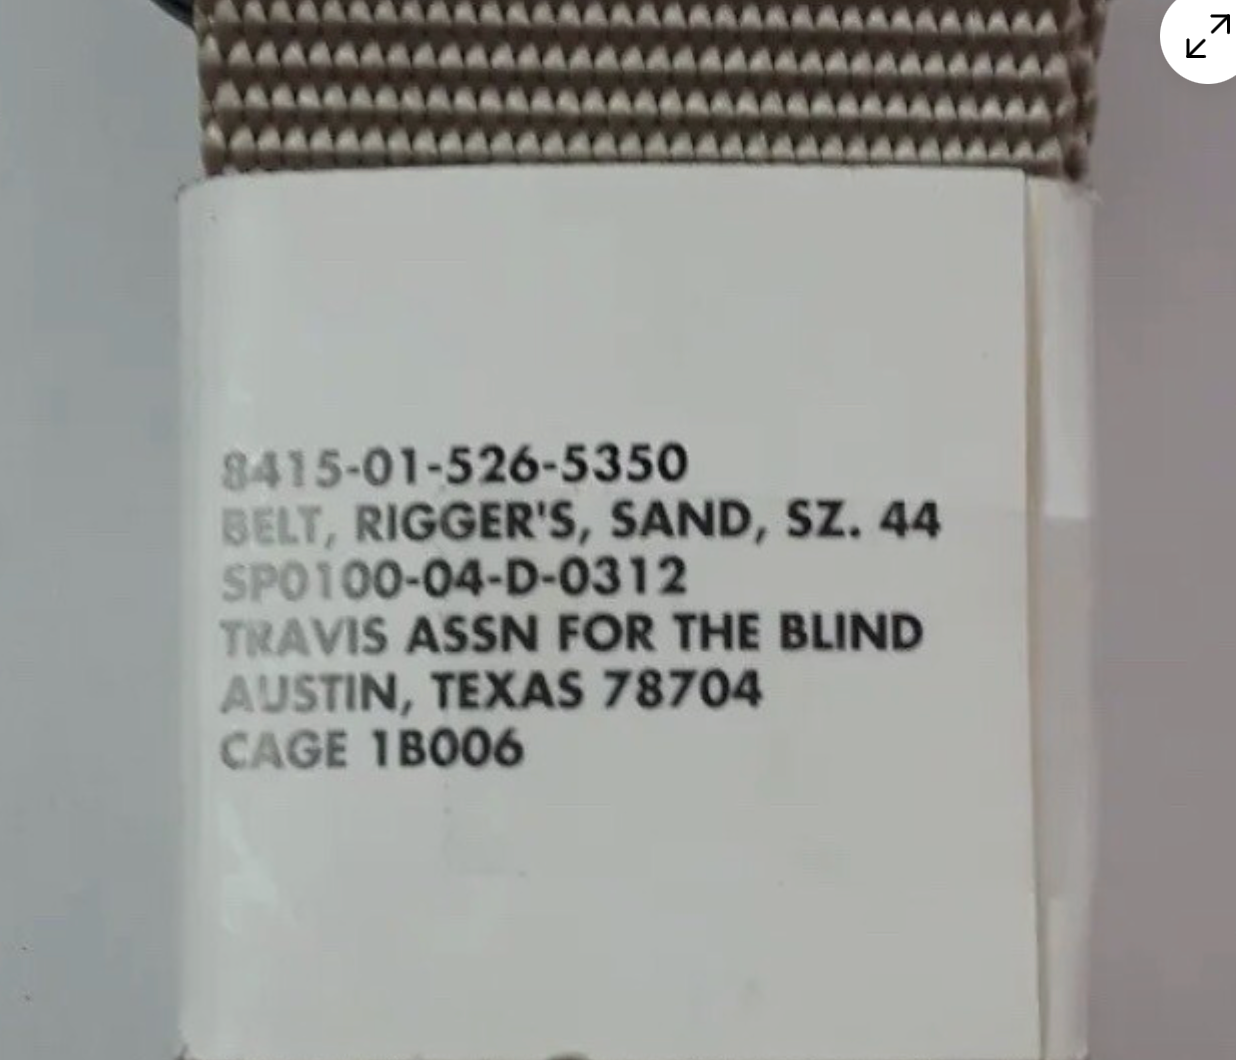 8415-01-526-5350
BELT, RIGGER'S, SAND, SZ. 44
SP0100-04-D-0312
TRAVIS ASSN FOR THE BLIND
AUSTIN, TEXAS 78704
CAGE 1B006